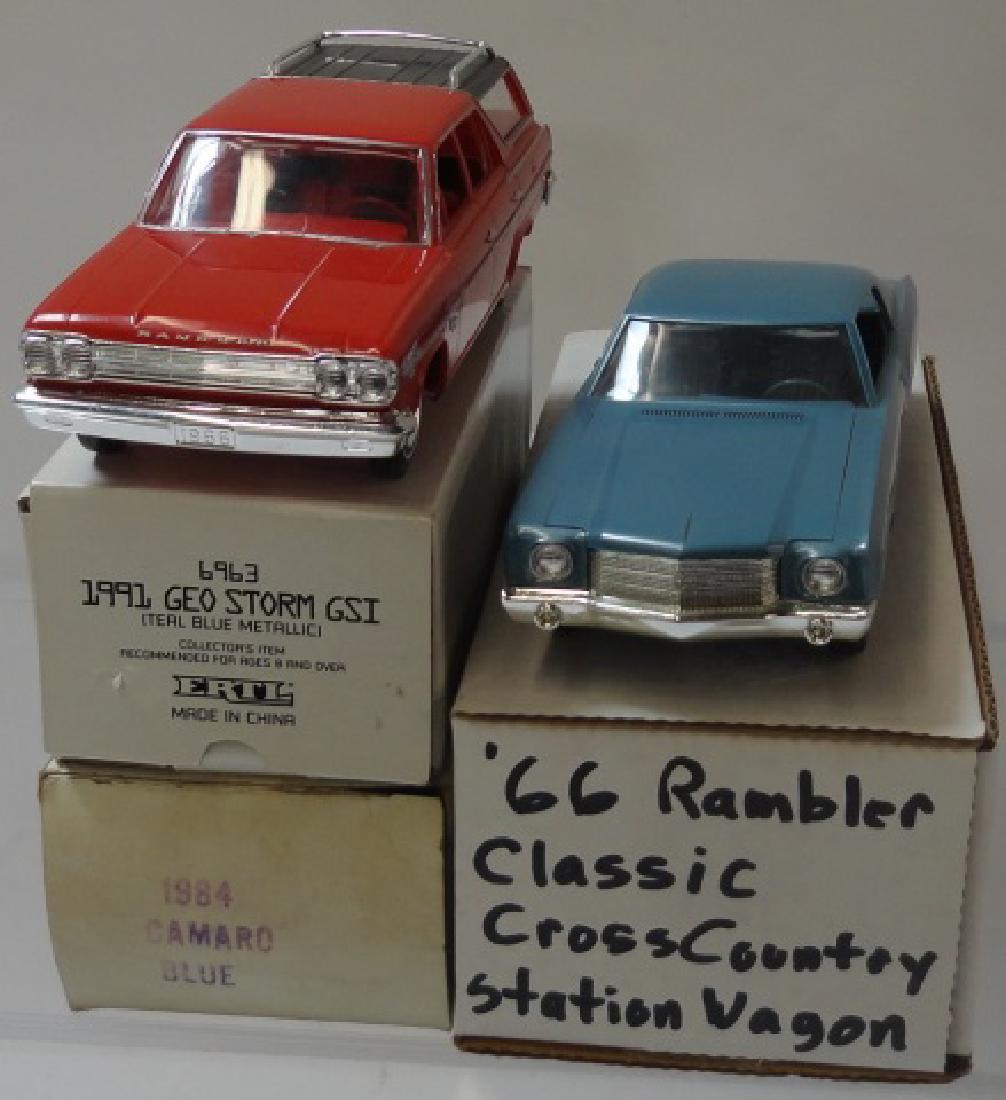 RAMBLER
1966
6963
1991 GEO STORM GSI
(TEAL BLUE METALLIC)
COLLECTOR'S ITEM
RECOMMENDED FOR AGES 8 AND OVER
ERTL
MADE IN CHINA
1984
CAMARO
BLUE
'66 Rambler
Classic
CrossCountry
Station Wagon